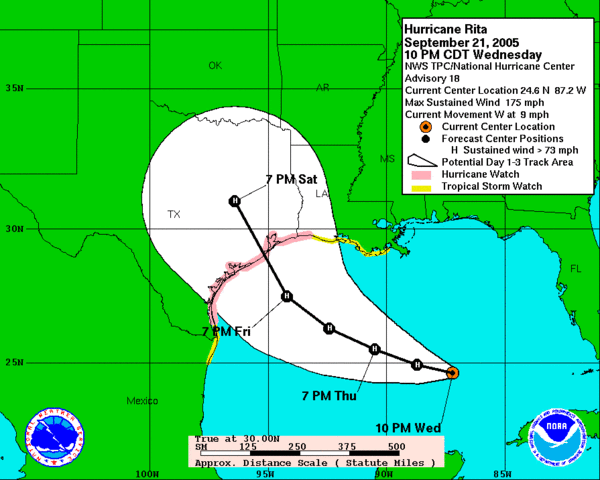 Hurricane Rita
September 21, 2005
10 PM CDT Wednesday
NWS TPC/National Hurricane Center
Advisory 18
Current Center Location 24.6 N 87.2 W
Max Sustained Wind 175 mph
Current Movement W at 9 mph
Current Center Location
Forecast Center Positions
H Sustained wind > 73 mph
Potential Day 1-3 Track Area
Hurricane Watch
Tropical Storm Watch
OK
AR
35N
MS
7 PM Sat
LA
H
TX
30N
FL
H
7 PM Fri
H
H
25N
H
7 PM Thu
Mexico
10 PM Wed
True at 30.00N
SM 125 250 375 500
Approx. Distance Scale ( Statute Miles )
100W
95W
90W
85W
NOAA